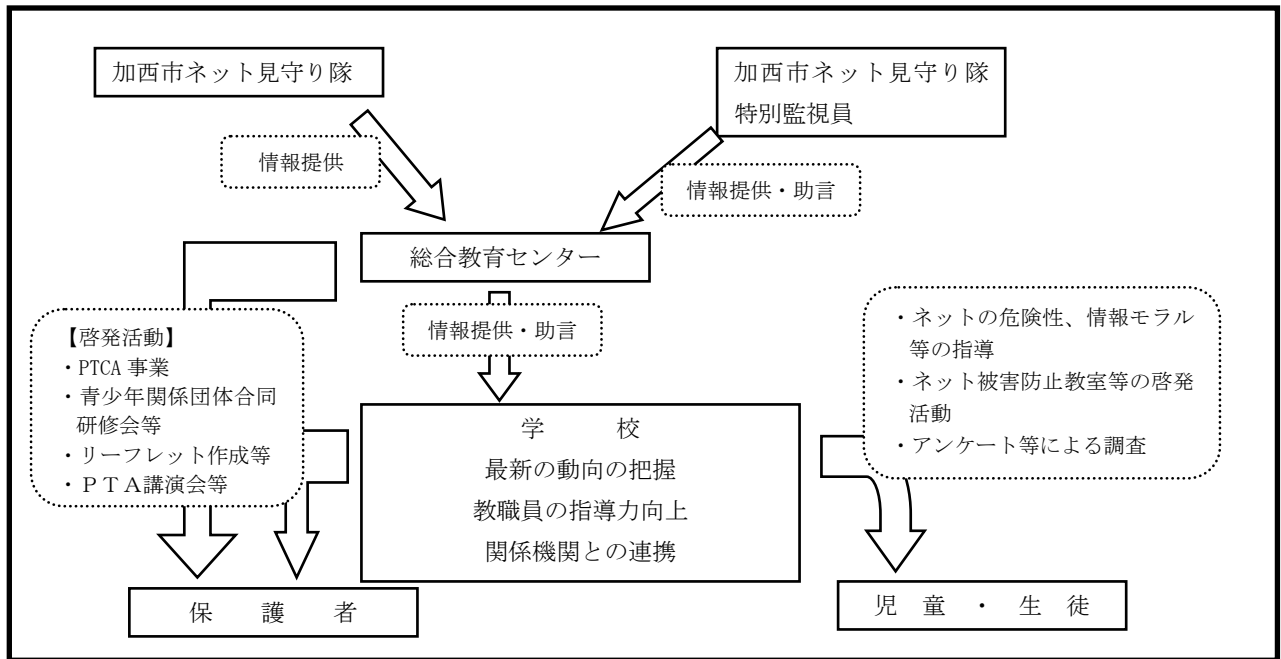 加西市ネット見守り隊
加西市ネット見守り隊
特別監視員
情報提供
情報提供・助言
総合教育センター
情報提供・助言
【啓発活動】
・PTCA 事業
・青少年関係団体合同
研修会等
・リーフレット作成等
・ＰＴＡ講演会等
・ネットの危険性、情報モラル
等の指導
・ネット被害防止教室等の啓発
活動
・アンケート等による調査
学　　校
最新の動向の把握
教職員の指導力向上
関係機関との連携
保　護　者
児　童　・　生　徒